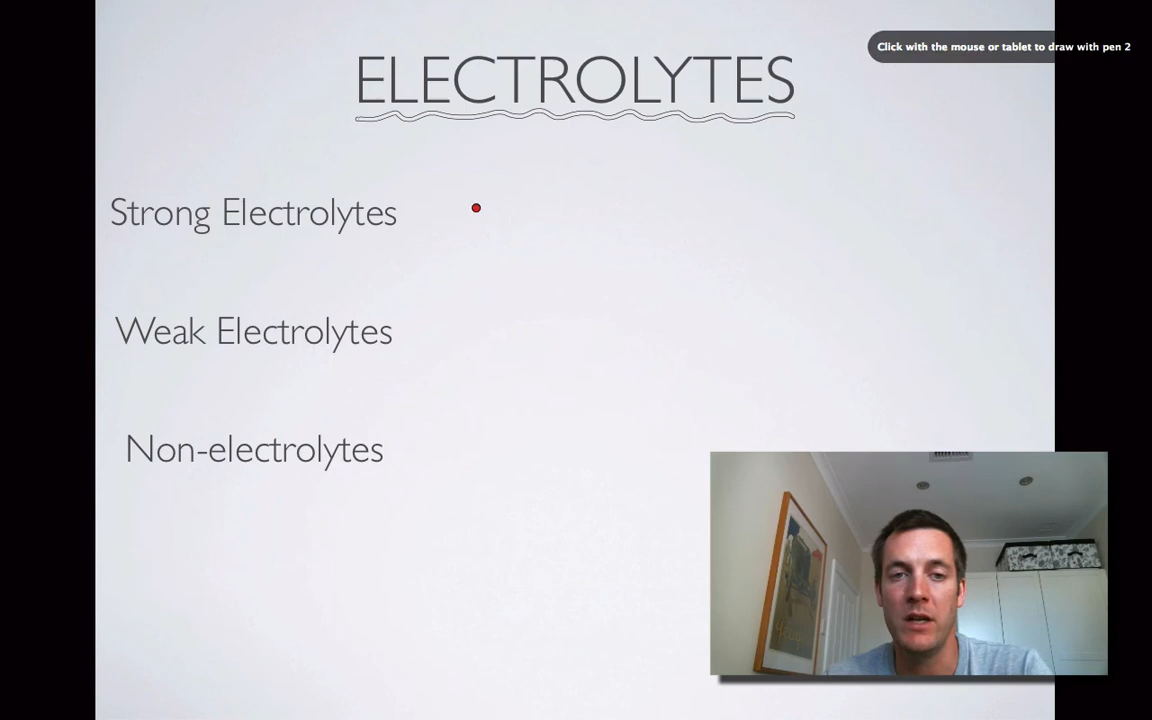 Click with the mouse or tablet to draw with pen 2
ELECTROLYTES
Strong Electrolytes
Weak Electrolytes
Non-electrolytes